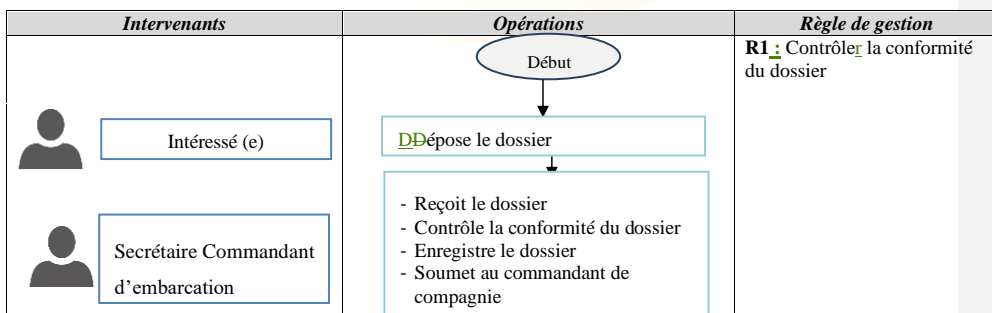 Intervenants Opérations Règle de gestion
Début
R1 : Contrôler la conformité
du dossier
Intéressé (e)
DDépose le dossier
Secrétaire Commandant
d’embarcation
- Reçoit le dossier
- Contrôle la conformité du dossier
- Enregistre le dossier
- Soumet au commandant de
compagnie